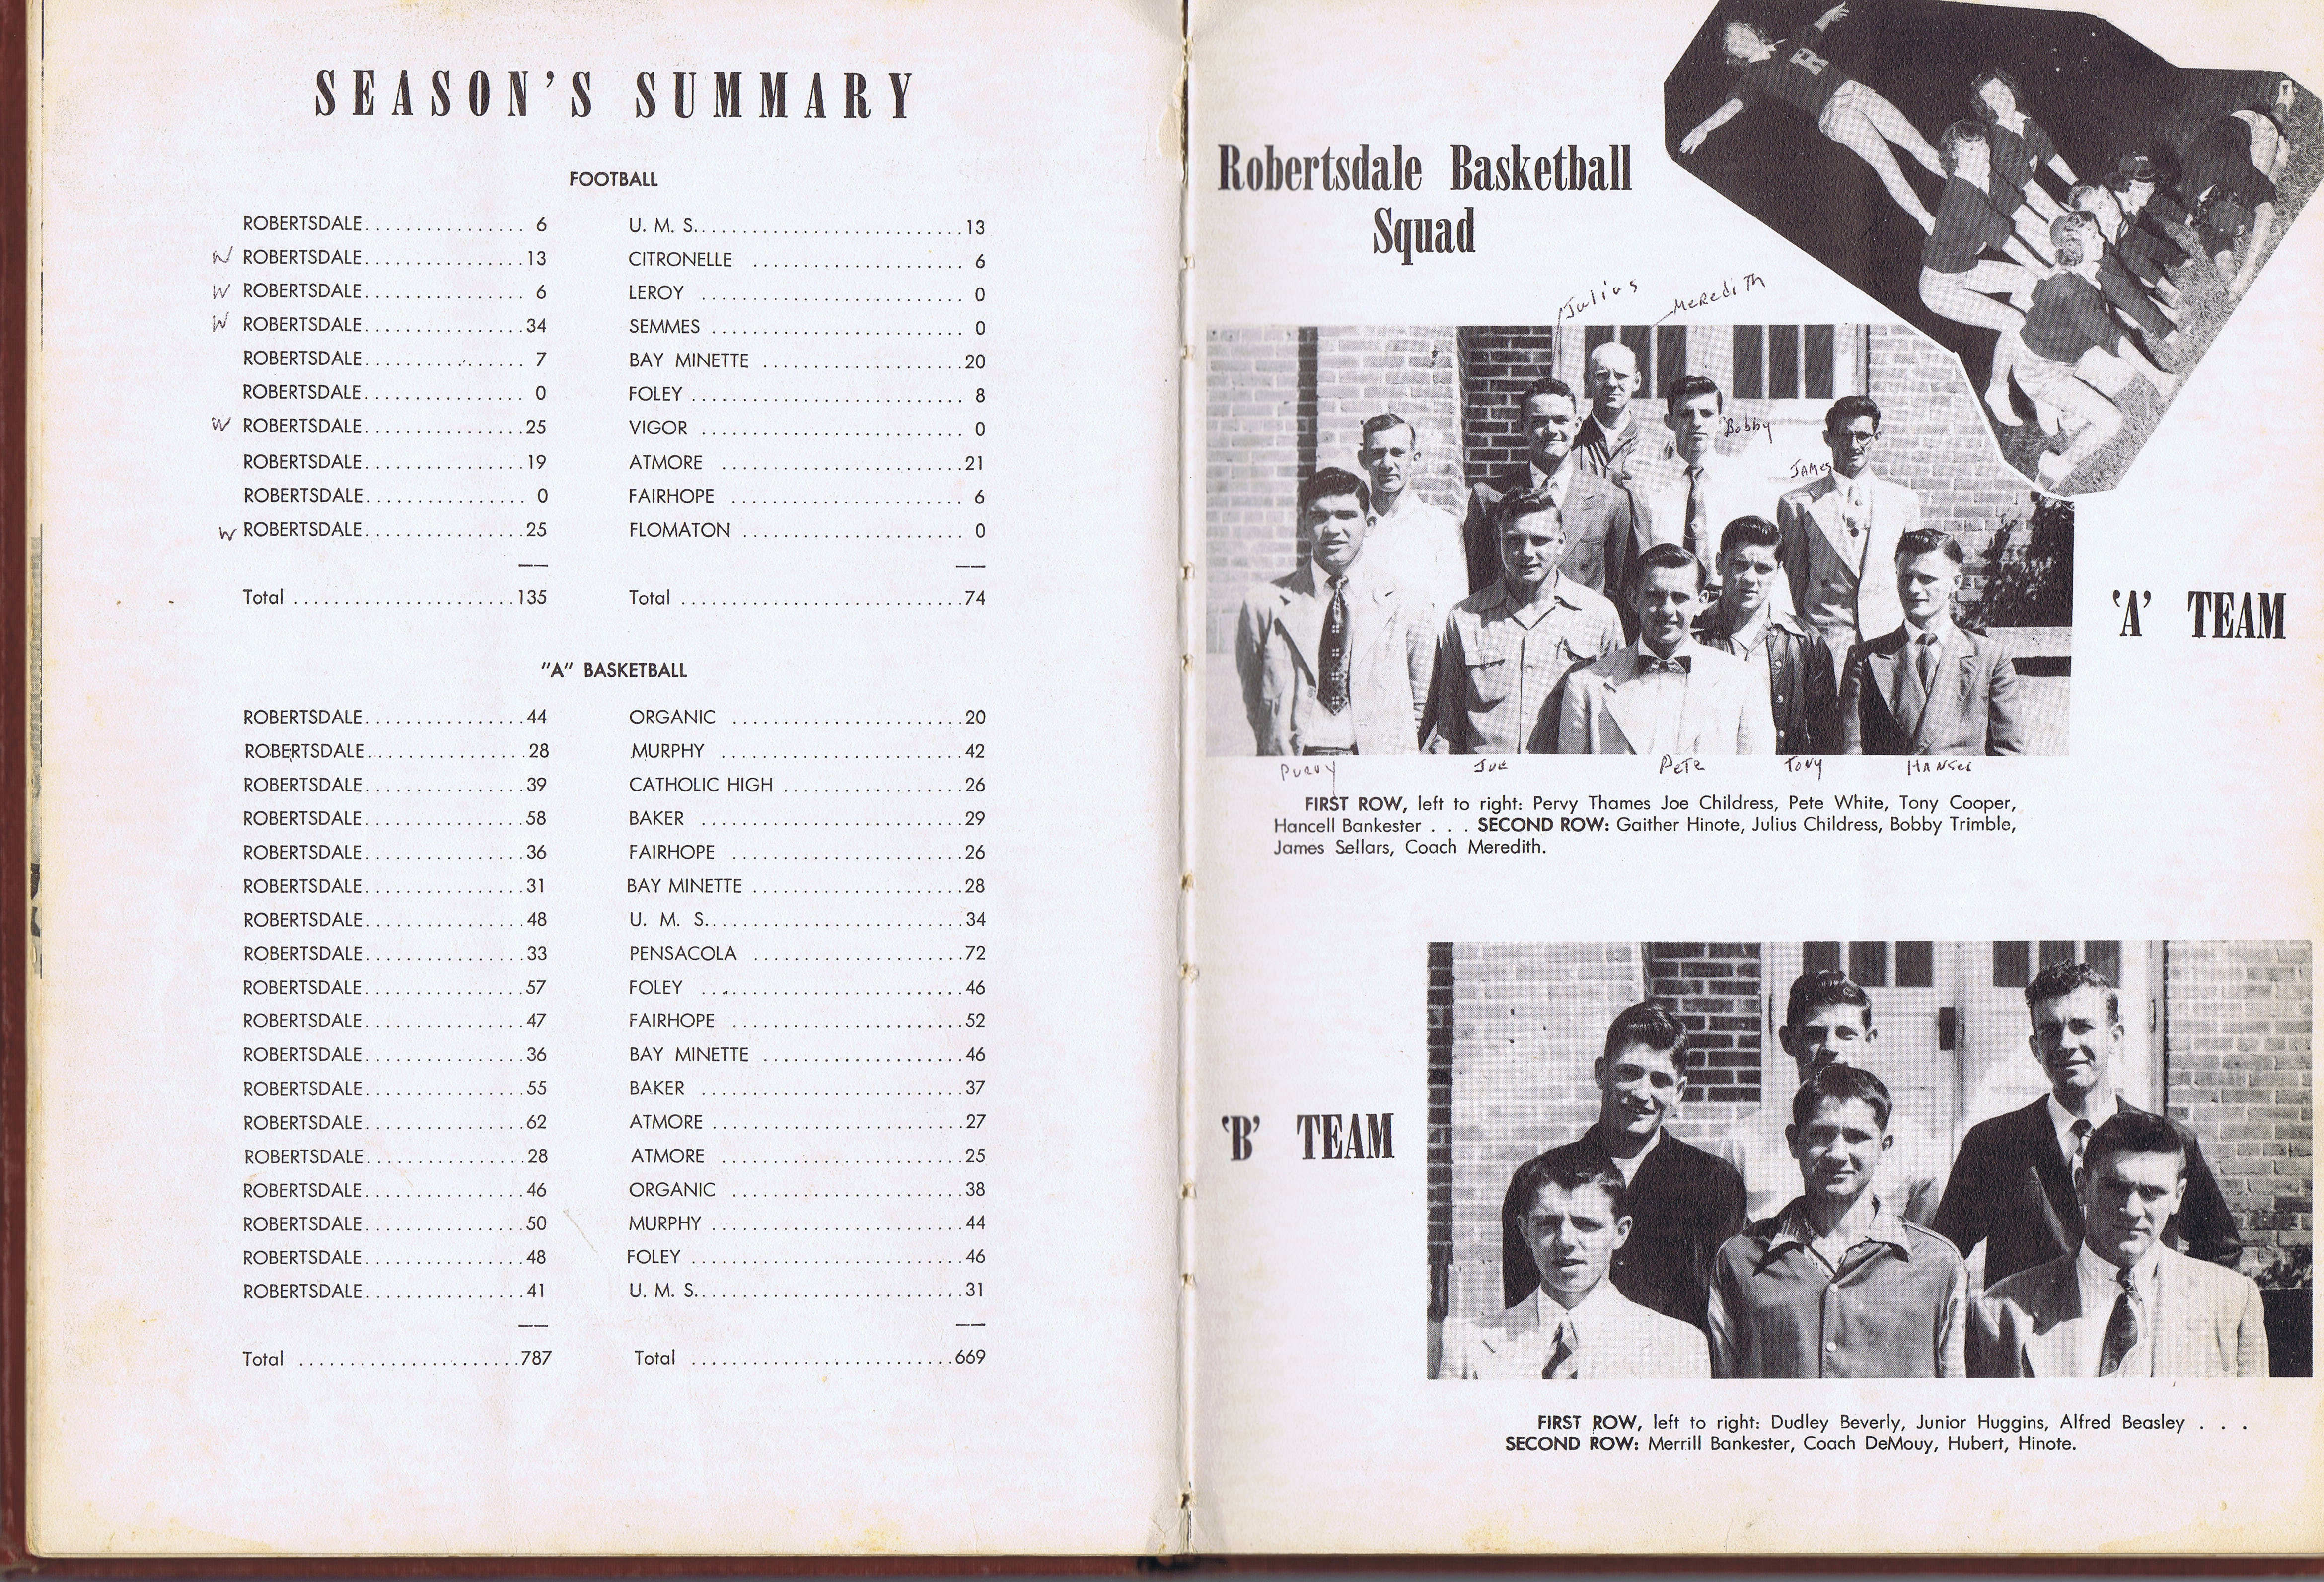 SEASON'S SUMMARY
FOOTBALL
ROBERTSDALE................ 6 U. M. S...........................13
W ROBERTSDALE................13 CITRONELLE ..................... 6
W ROBERTSDALE................ 6 LEROY .......................... 0
W ROBERTSDALE................34 SEMMES ......................... 0
ROBERTSDALE................ 7 BAY MINETTE ....................20
ROBERTSDALE................ 0 FOLEY ........................... 8
W ROBERTSDALE................25 VIGOR .......................... 0
ROBERTSDALE................19 ATMORE ........................21
ROBERTSDALE................ 0 FAIRHOPE ....................... 6
W ROBERTSDALE................25 FLOMATON ...................... 0
Total ......................135 Total ............................74
"A" BASKETBALL
ROBERTSDALE................44 ORGANIC .......................20
ROBERTSDALE................28 MURPHY ........................42
ROBERTSDALE................39 CATHOLIC HIGH ..................26
ROBERTSDALE................58 BAKER ..........................29
ROBERTSDALE................36 FAIRHOPE .......................26
ROBERTSDALE................31 BAY MINETTE .....................28
ROBERTSDALE................48 U. M. S..........................34
ROBERTSDALE................33 PENSACOLA .....................72
ROBERTSDALE................57 FOLEY ..........................46
ROBERTSDALE................47 FAIRHOPE .......................52
ROBERTSDALE................36 BAY MINETTE ....................46
ROBERTSDALE................55 BAKER ..........................37
ROBERTSDALE................62 ATMORE .........................27
ROBERTSDALE................28 ATMORE ........................25
ROBERTSDALE................46 ORGANIC .......................38
ROBERTSDALE................50 MURPHY .........................44
ROBERTSDALE................48 FOLEY ...........................46
ROBERTSDALE................41 U. M. S...........................31
Total ......................787 Total ..........................669
Robertsdale Basketball
Squad
R
Julius Meredith
Bobby
James
'A' TEAM
Purvy Joe Pete Tony Hansel
FIRST ROW, left to right: Pervy Thames Joe Childress, Pete White, Tony Cooper,
Hancell Bankester . . . SECOND ROW: Gaither Hinote, Julius Childress, Bobby Trimble,
James Sellars, Coach Meredith.
'B' TEAM
FIRST ROW, left to right: Dudley Beverly, Junior Huggins, Alfred Beasley . . .
SECOND ROW: Merrill Bankester, Coach DeMouy, Hubert, Hinote.